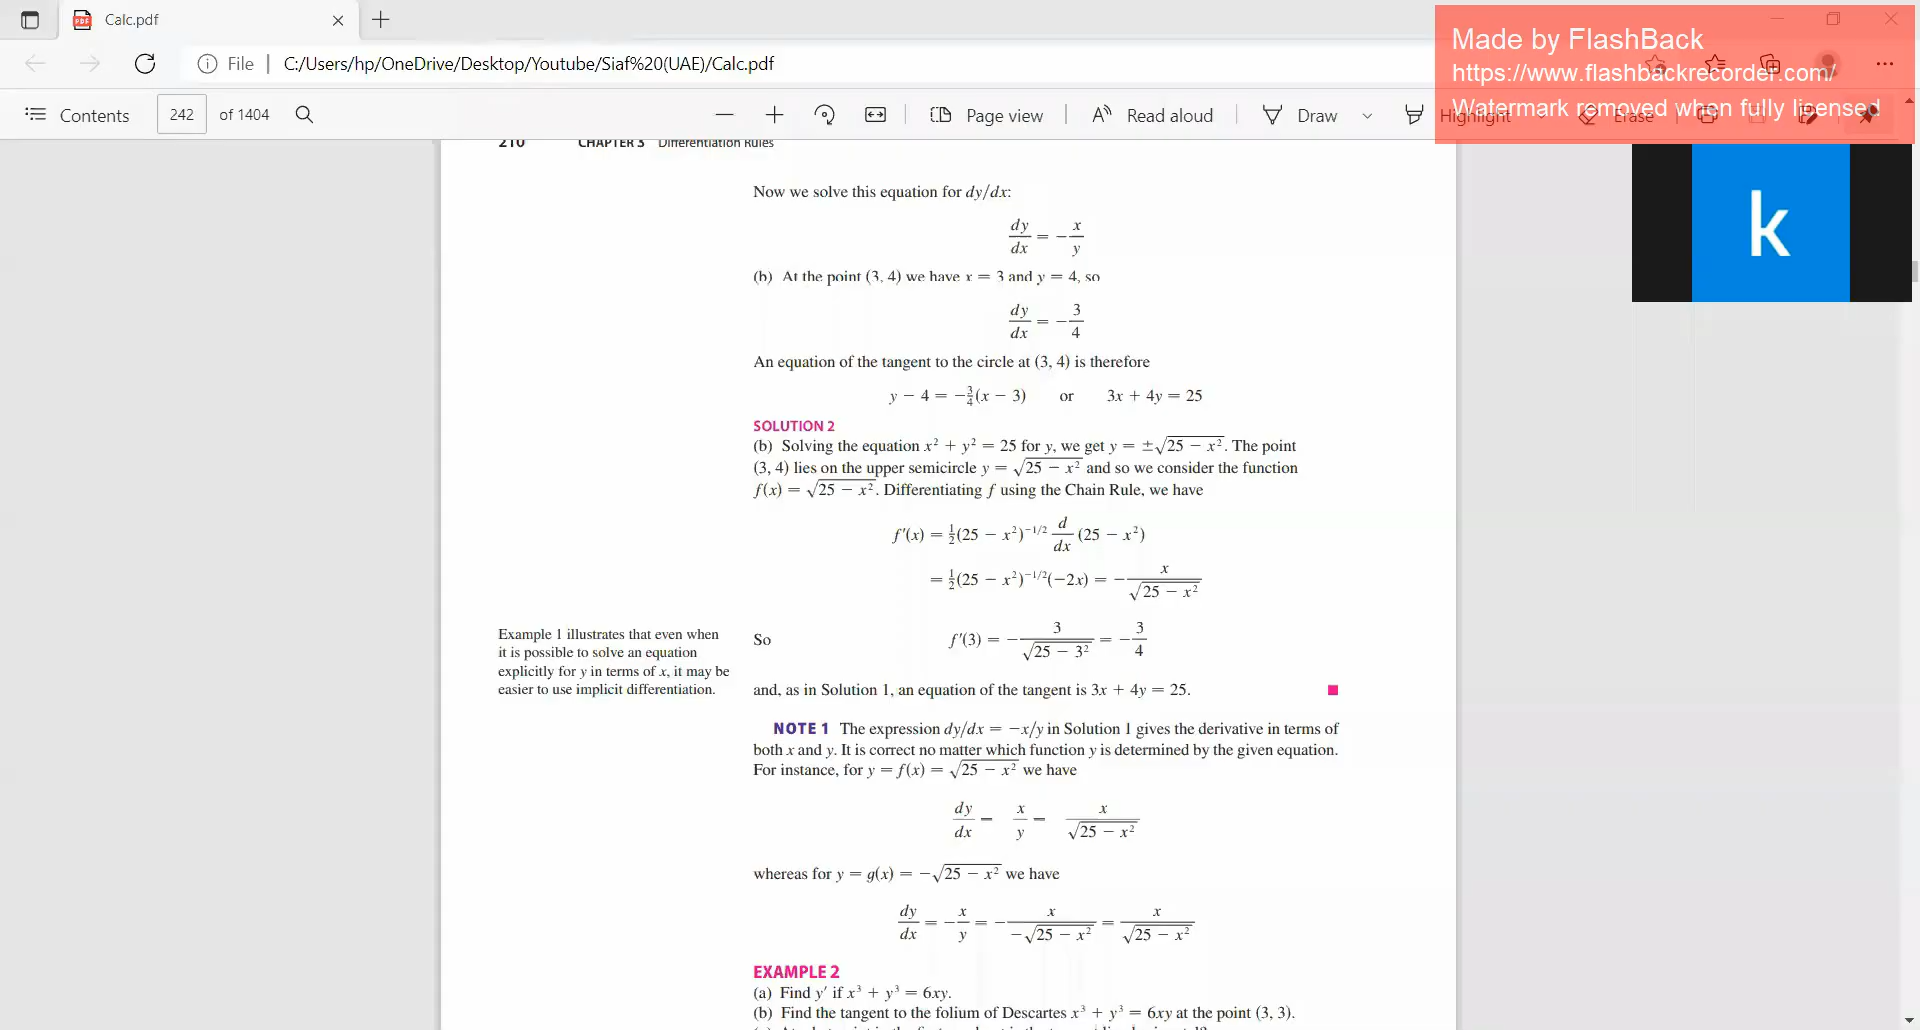 Calc.pdf
File
C:/Users/hp/OneDrive/Desktop/Youtube/Siaf%20(UAE)/Calc.pdf
Made by FlashBack
https://www.flashbackrecorder.com/
Watermark removed when fully licensed
Contents
242
of 1404
Page view
Read aloud
Draw
Highlight
Erase
k
210 CHAPTER 3 Differentiation Rules
Now we solve this equation for dy/dx:
dy/dx = −x/y
(b) At the point (3, 4) we have x = 3 and y = 4, so
dy/dx = −3/4
An equation of the tangent to the circle at (3, 4) is therefore
y − 4 = −3/4(x − 3) or 3x + 4y = 25
SOLUTION 2
(b) Solving the equation x² + y² = 25 for y, we get y = ±√(25 − x²). The point
(3, 4) lies on the upper semicircle y = √(25 − x²) and so we consider the function
f(x) = √(25 − x²). Differentiating f using the Chain Rule, we have
f′(x) = ½(25 − x²)^−1/2 d/dx (25 − x²)
= ½(25 − x²)^−1/2(−2x) = −x/√(25 − x²)
Example 1 illustrates that even when
it is possible to solve an equation
explicitly for y in terms of x, it may be
easier to use implicit differentiation.
So f′(3) = −3/√(25 − 3²) = −3/4
and, as in Solution 1, an equation of the tangent is 3x + 4y = 25.
NOTE 1 The expression dy/dx = −x/y in Solution 1 gives the derivative in terms of
both x and y. It is correct no matter which function y is determined by the given equation.
For instance, for y = f(x) = √(25 − x²) we have
dy/dx − x/y − x/√(25 − x²)
whereas for y = g(x) = −√(25 − x²) we have
dy/dx = −x/y = −x/−√(25 − x²) = x/√(25 − x²)
EXAMPLE 2
(a) Find y′ if x³ + y³ = 6xy.
(b) Find the tangent to the folium of Descartes x³ + y³ = 6xy at the point (3, 3).